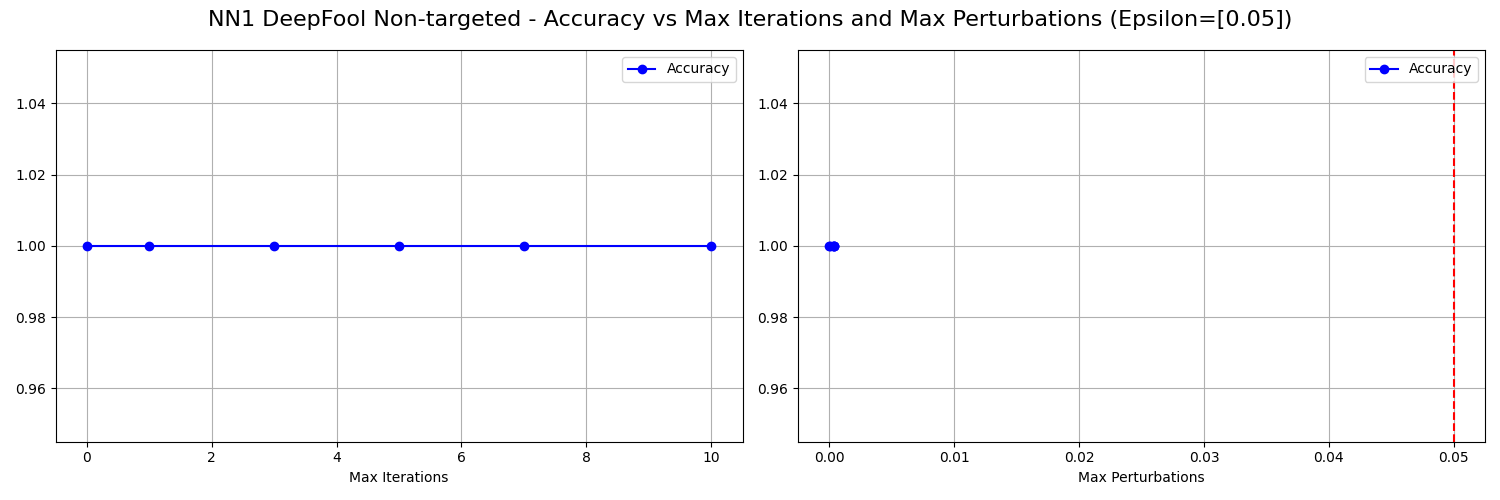 NN1 DeepFool Non-targeted - Accuracy vs Max Iterations and Max Perturbations (Epsilon=[0.05])
Accuracy
1.04
1.02
1.00
0.98
0.96
0 2 4 6 8 10
Max Iterations
Accuracy
1.04
1.02
1.00
0.98
0.96
0.00 0.01 0.02 0.03 0.04 0.05
Max Perturbations